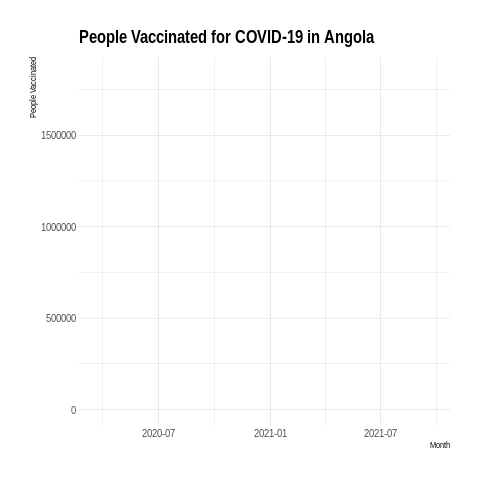 People Vaccinated for COVID-19 in Angola
People Vaccinated
1500000
1000000
500000
0
2020-07 2021-01 2021-07
Month